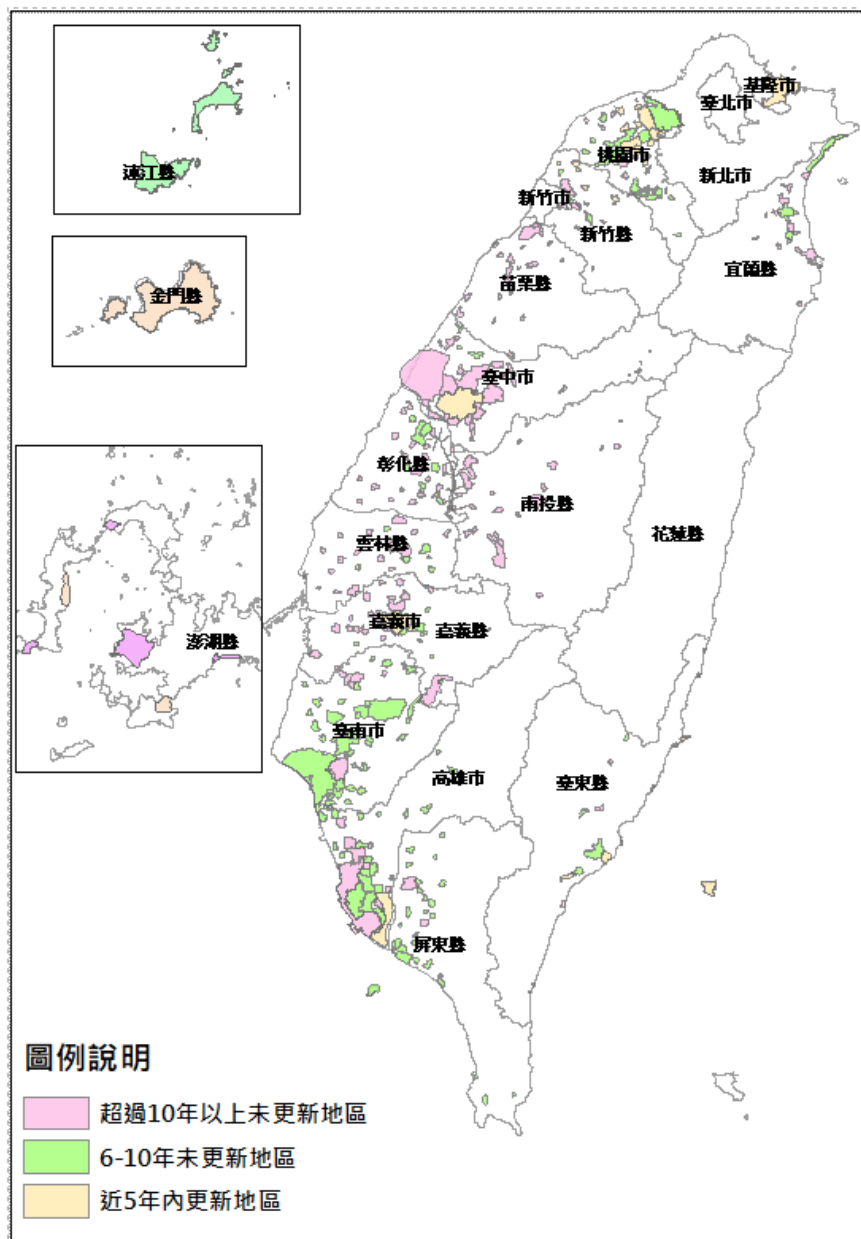 基隆市
臺北市
桃園市
新北市
連江縣
新竹市
新竹縣
宜蘭縣
苗栗縣
金門縣
臺中市
彰化縣
南投縣
花蓮縣
雲林縣
嘉義市
嘉義縣
澎湖縣
臺南市
高雄市
臺東縣
屏東縣
圖例說明
超過10年以上未更新地區
6-10年未更新地區
近5年內更新地區